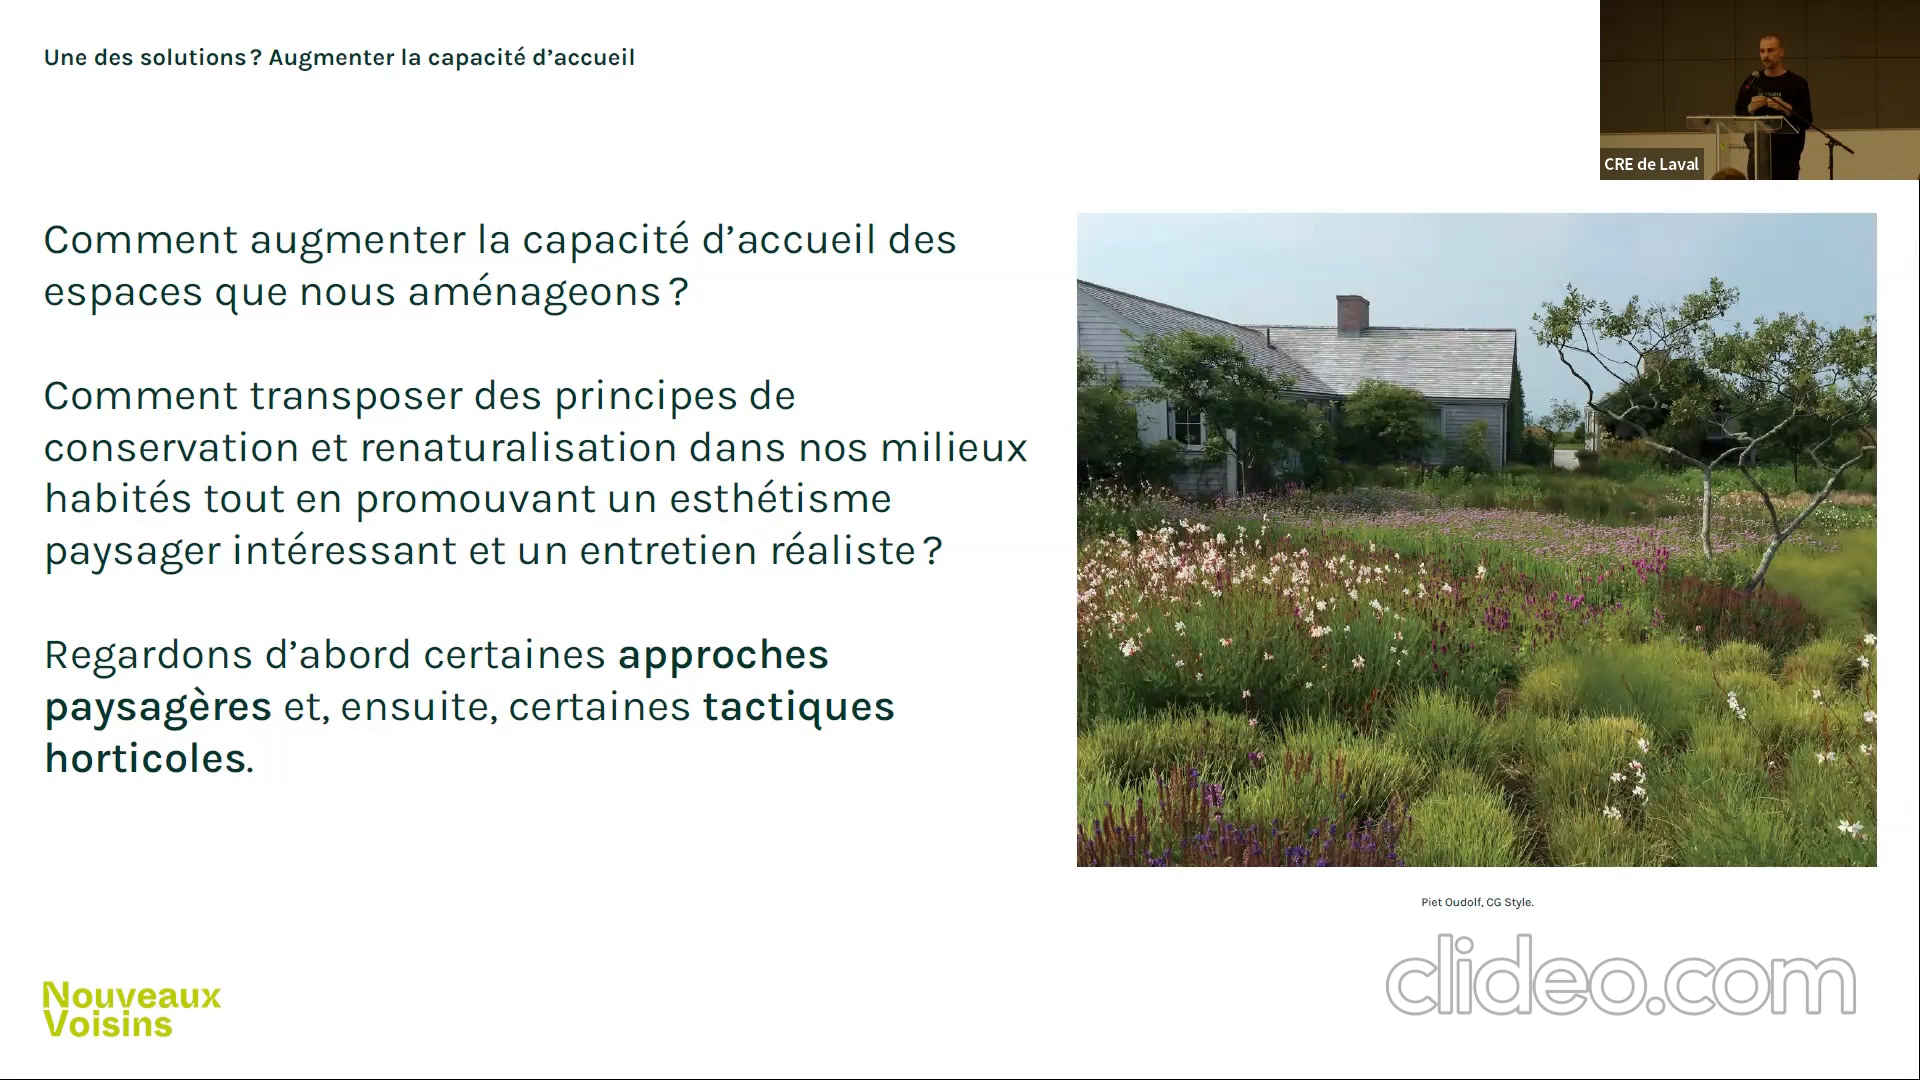 Une des solutions ? Augmenter la capacité d’accueil
CRE de Laval
Comment augmenter la capacité d’accueil des
espaces que nous aménageons ?
Comment transposer des principes de
conservation et renaturalisation dans nos milieux
habités tout en promouvant un esthétisme
paysager intéressant et un entretien réaliste ?
Regardons d’abord certaines approches
paysagères et, ensuite, certaines tactiques
horticoles.
Piet Oudolf, CG Style.
clideo.com
Nouveaux
Voisins